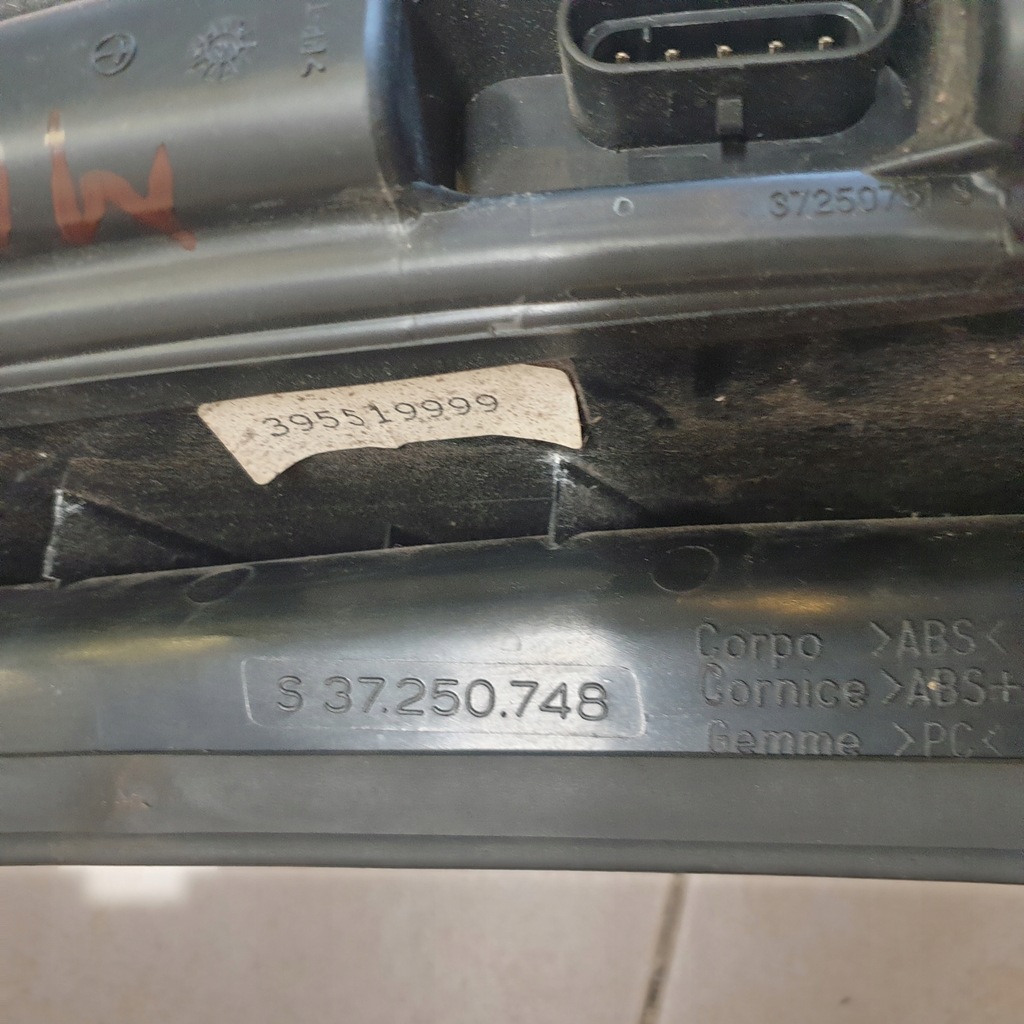 37250751 S
395519999
S 37.250.748
Corpo >ABS<
Cornice >ABS+
Gemme >PC<